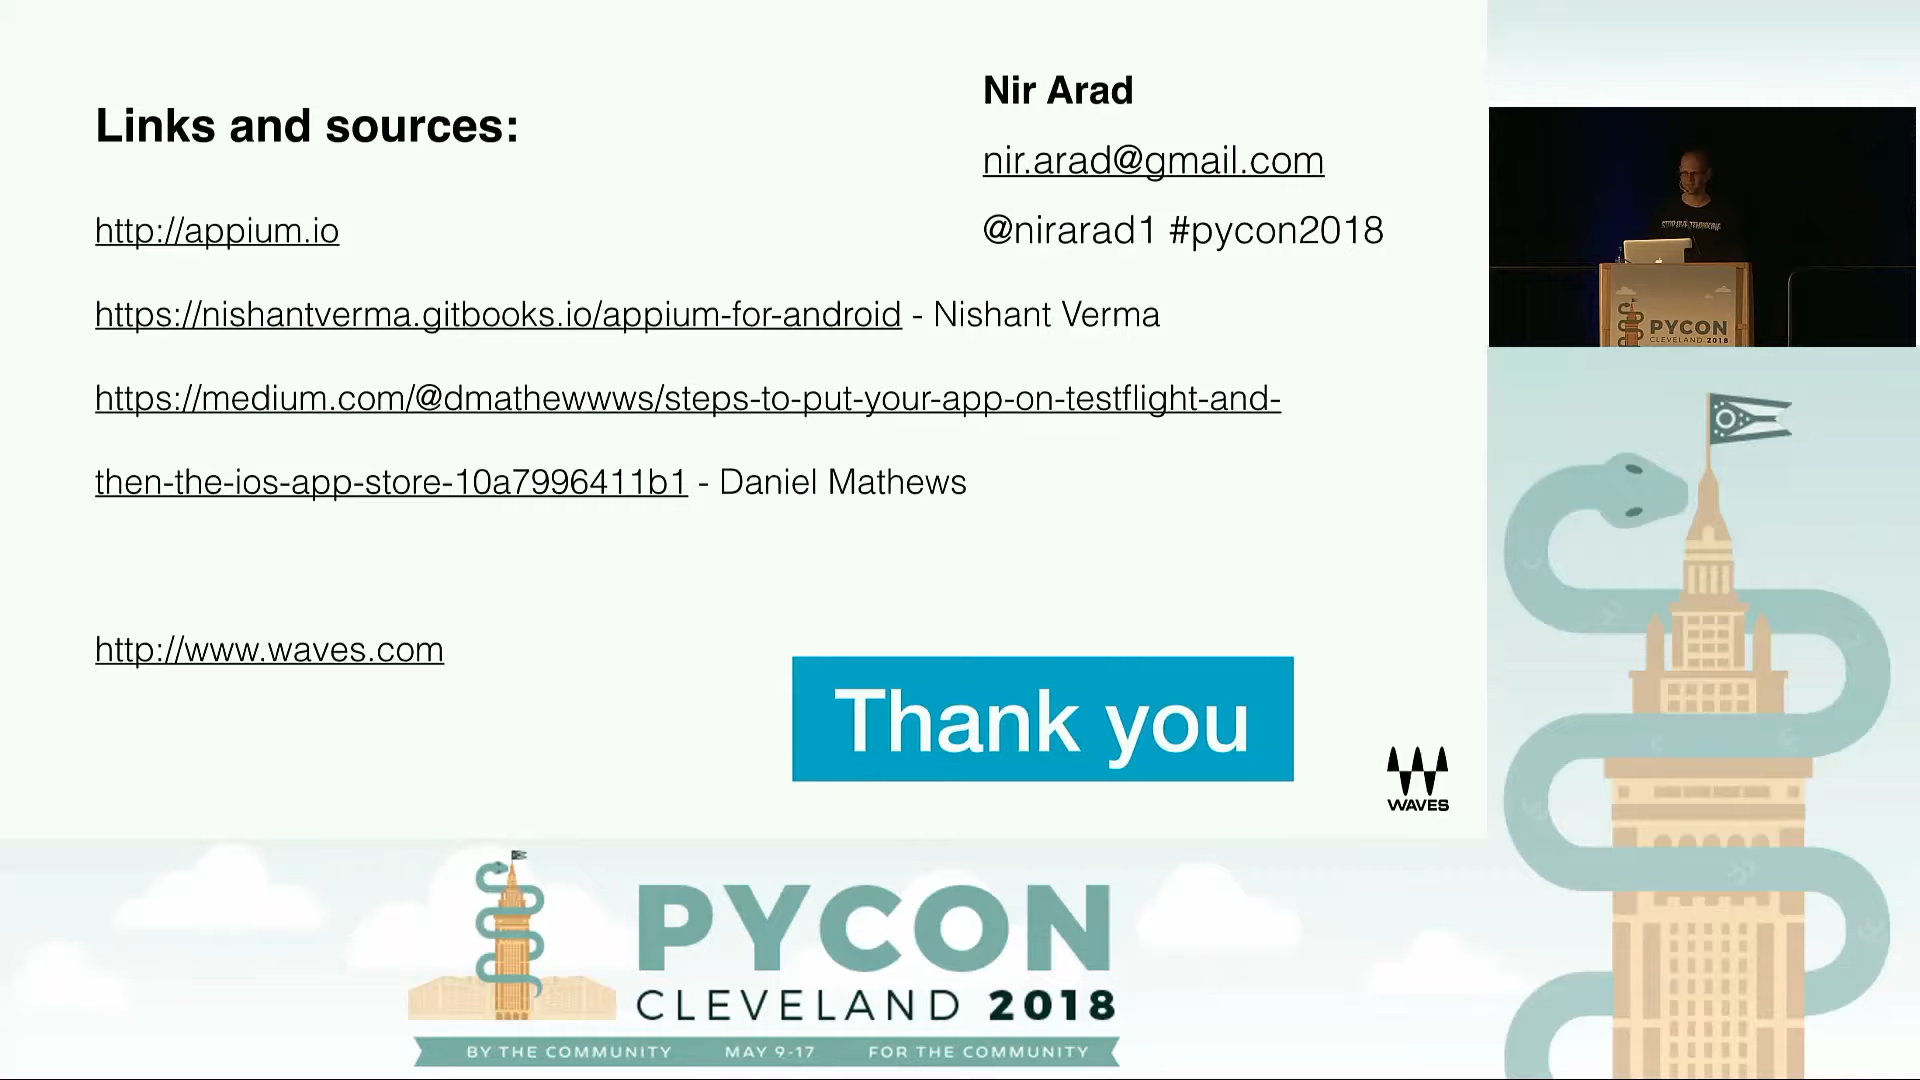 Links and sources:
Nir Arad
nir.arad@gmail.com
@nirarad1 #pycon2018
http://appium.io
https://nishantverma.gitbooks.io/appium-for-android - Nishant Verma
https://medium.com/@dmathewwws/steps-to-put-your-app-on-testflight-and-
then-the-ios-app-store-10a7996411b1 - Daniel Mathews
http://www.waves.com
Thank you
WAVES
PYCON
CLEVELAND 2018
PYCON
CLEVELAND 2018
BY THE COMMUNITY MAY 9-17 FOR THE COMMUNITY